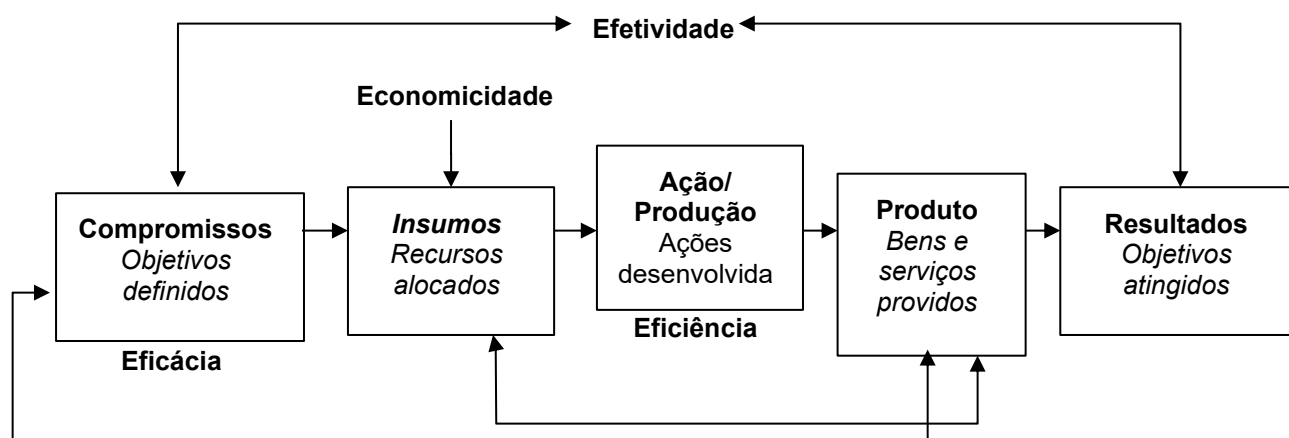 Efetividade
Economicidade
Compromissos
Objetivos
definidos
Insumos
Recursos
alocados
Ação/
Produção
Ações
desenvolvida
Produto
Bens e
serviços
providos
Resultados
Objetivos
atingidos
Eficácia
Eficiência